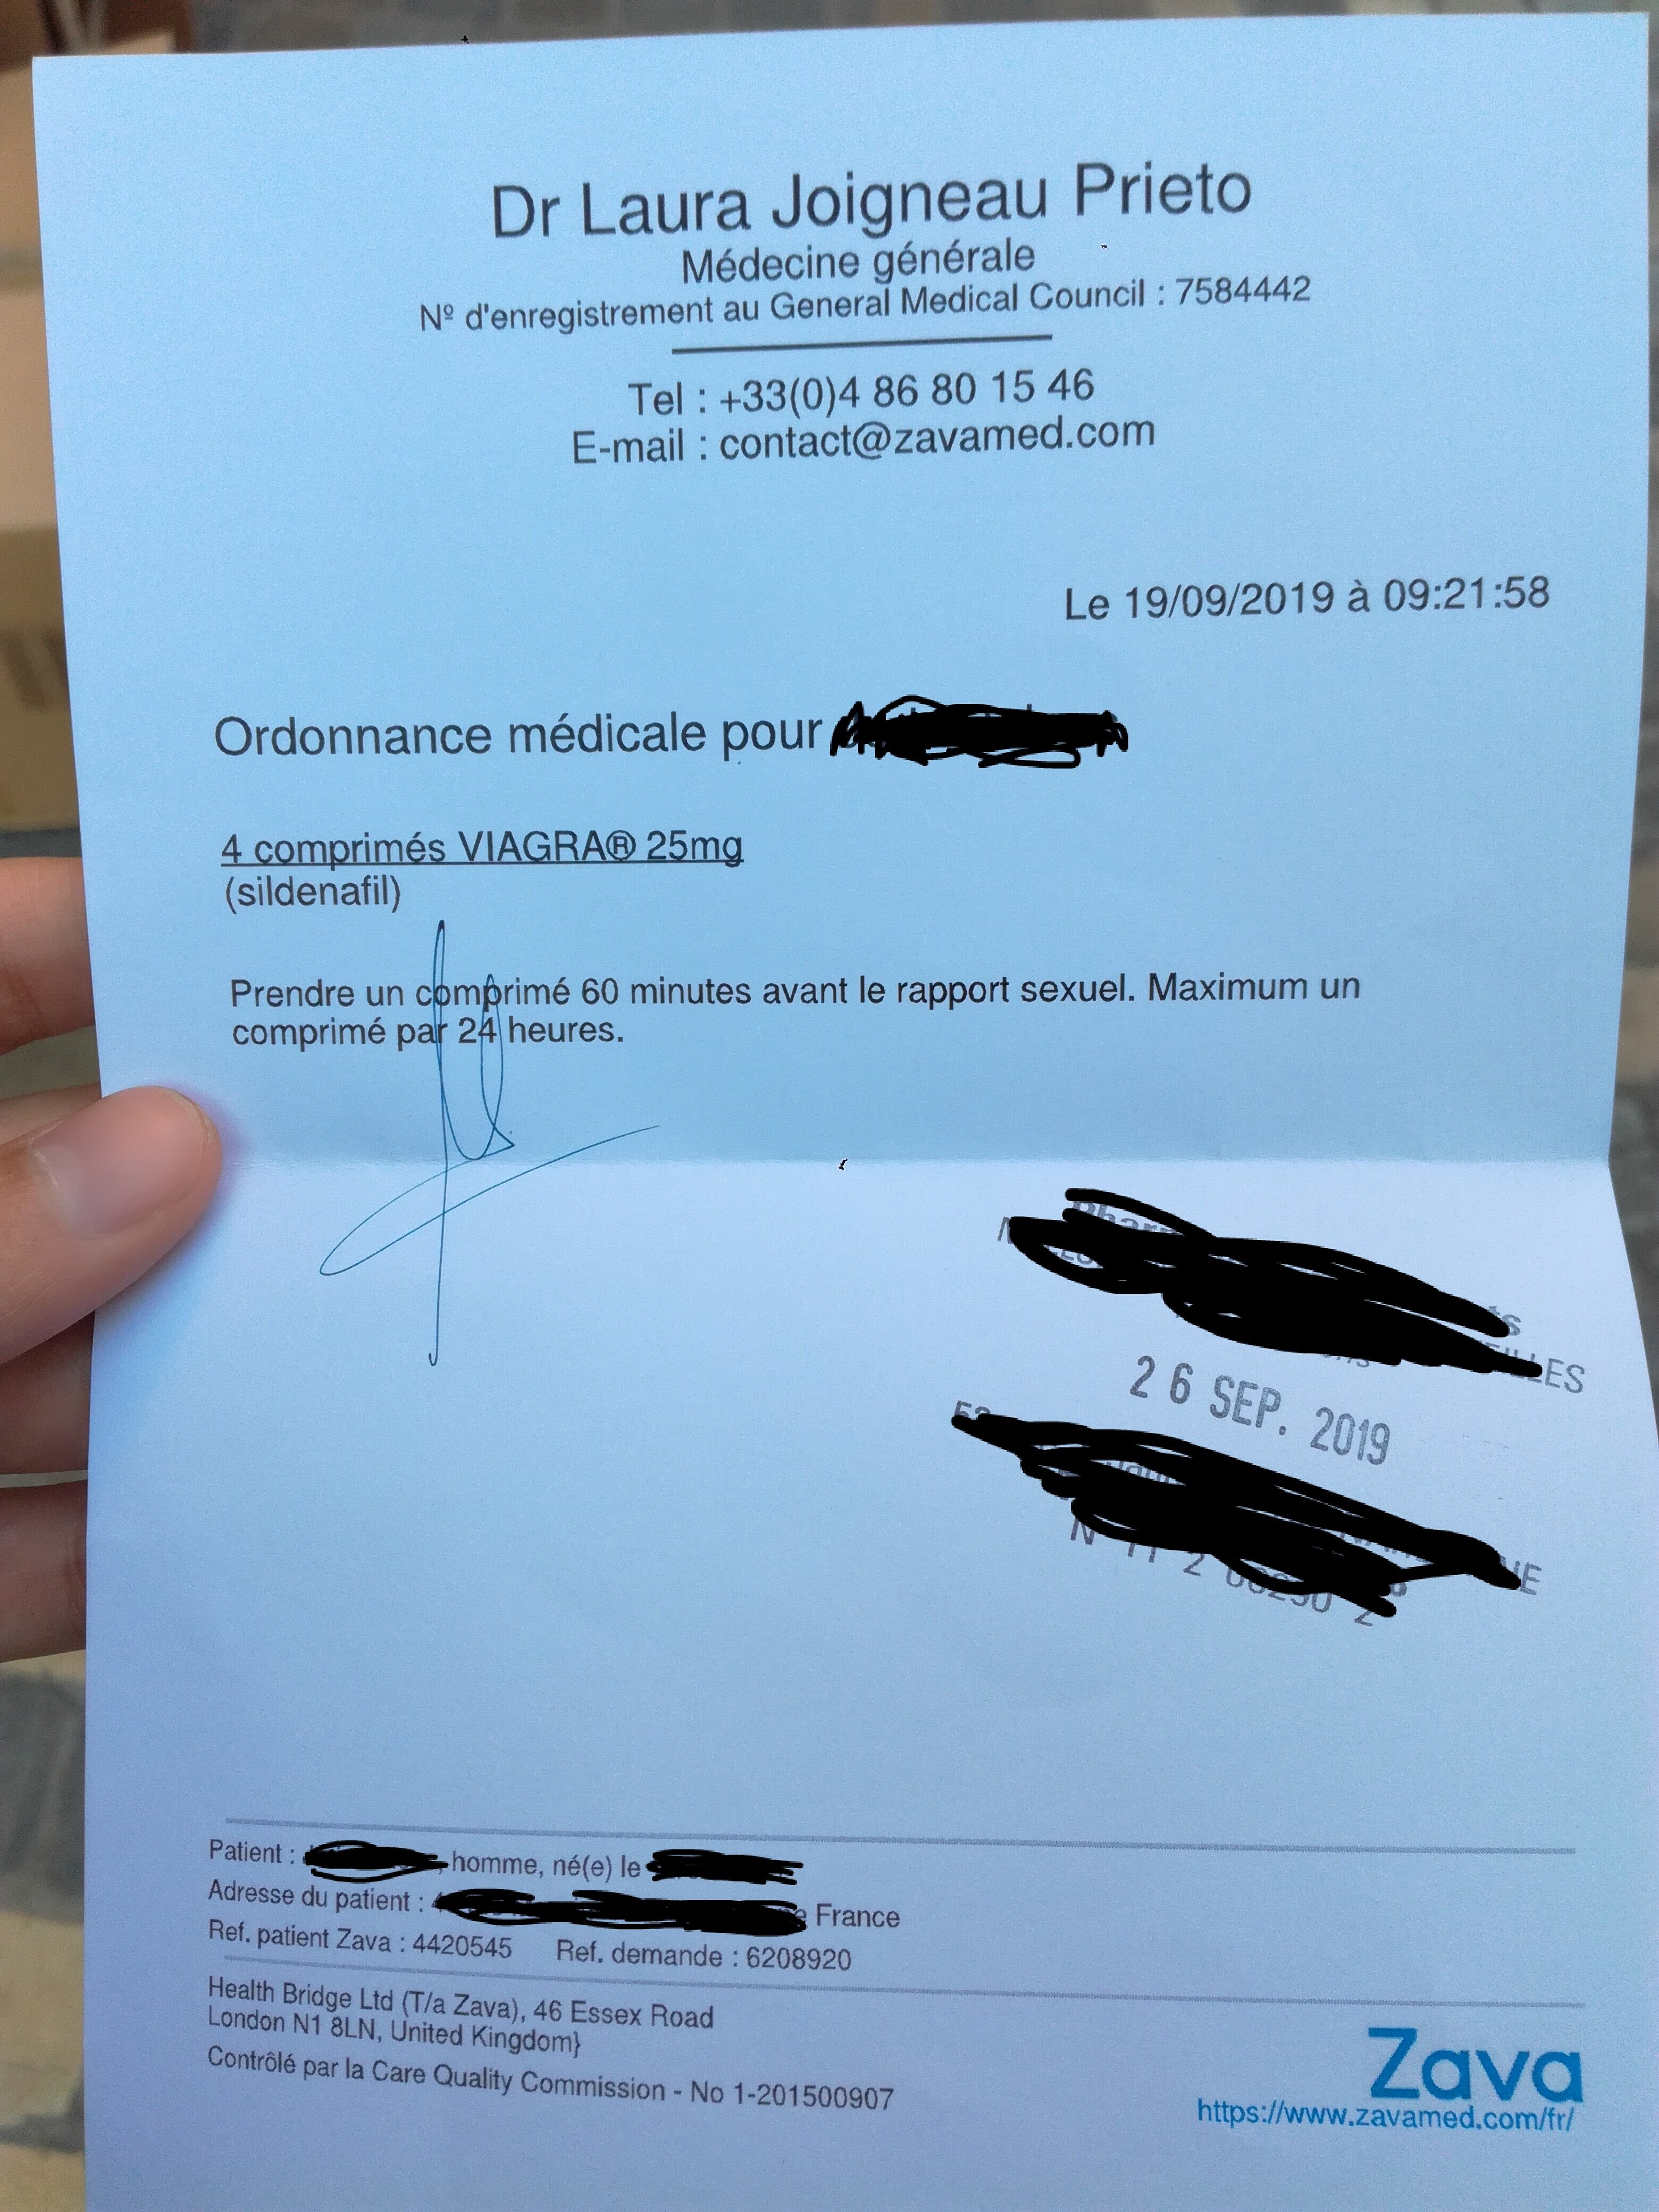 Dr Laura Joigneau Prieto
Médecine générale
Nº d'enregistrement au General Medical Council : 7584442
Tel : +33(0)4 86 80 15 46
E-mail : contact@zavamed.com
Le 19/09/2019 à 09:21:58
Ordonnance médicale pour
4 comprimés VIAGRA® 25mg
(sildenafil)
Prendre un comprimé 60 minutes avant le rapport sexuel. Maximum un
comprimé par 24 heures.
26 SEP. 2019
Patient : homme, né(e) le
Adresse du patient : France
Ref. patient Zava : 4420545 Ref. demande : 6208920
Health Bridge Ltd (T/a Zava), 46 Essex Road
London N1 8LN, United Kingdom}
Contrôlé par la Care Quality Commission - No 1-201500907
Zava
https://www.zavamed.com/fr/